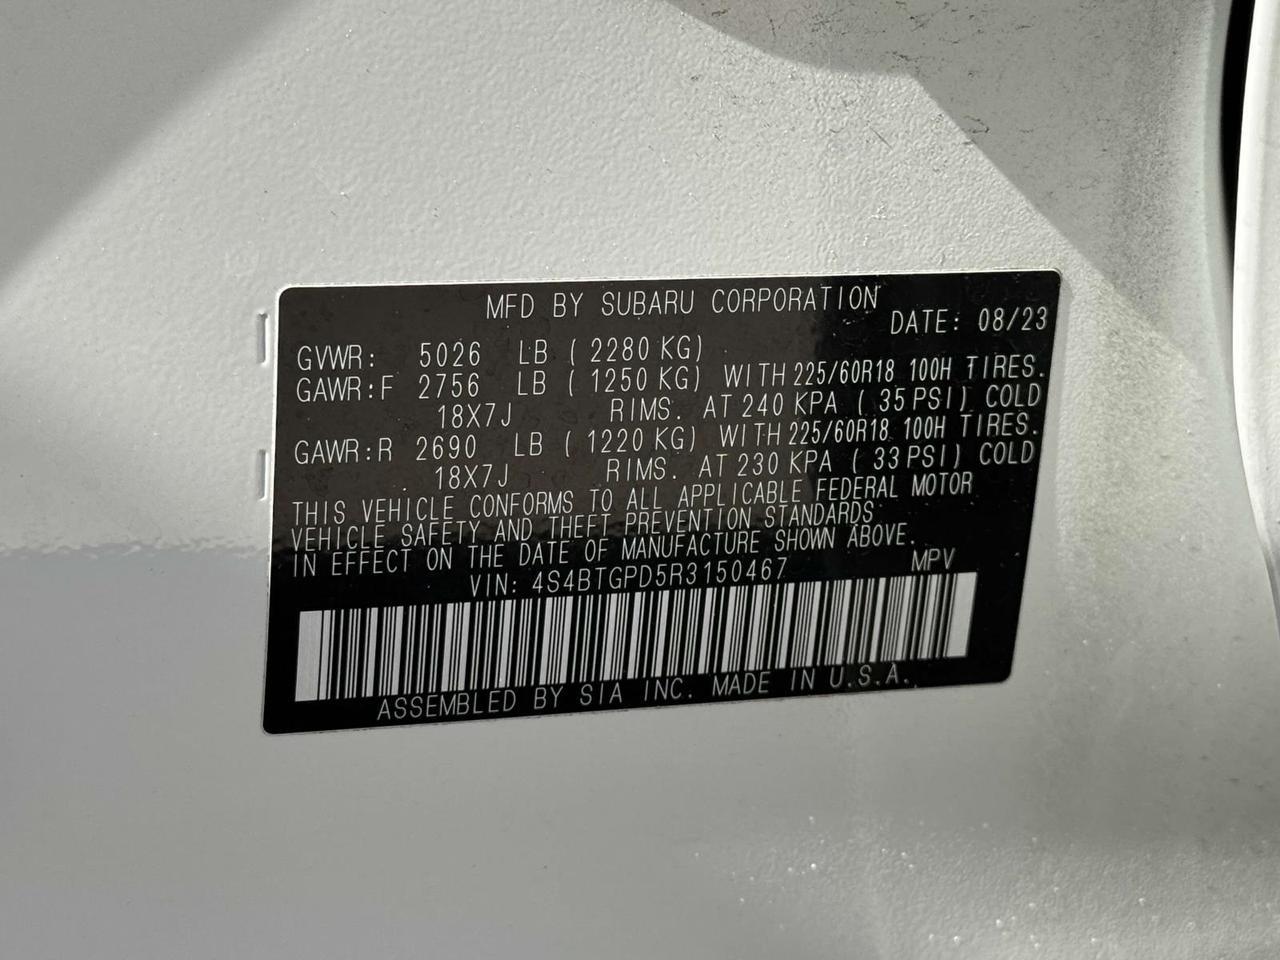 MFD BY SUBARU CORPORATION
DATE: 08/23
GVWR: 5026 LB ( 2280 KG)
GAWR:F 2756 LB ( 1250 KG) WITH 225/60R18 100H TIRES.
18X7J RIMS. AT 240 KPA ( 35 PSI) COLD
GAWR:R 2690 LB ( 1220 KG) WITH 225/60R18 100H TIRES.
18X7J RIMS. AT 230 KPA ( 33 PSI) COLD
THIS VEHICLE CONFORMS TO ALL APPLICABLE FEDERAL MOTOR
VEHICLE SAFETY AND THEFT PREVENTION STANDARDS
IN EFFECT ON THE DATE OF MANUFACTURE SHOWN ABOVE.
VIN: 4S4BTGPD5R3150467 MPV
ASSEMBLED BY SIA INC. MADE IN U.S.A.